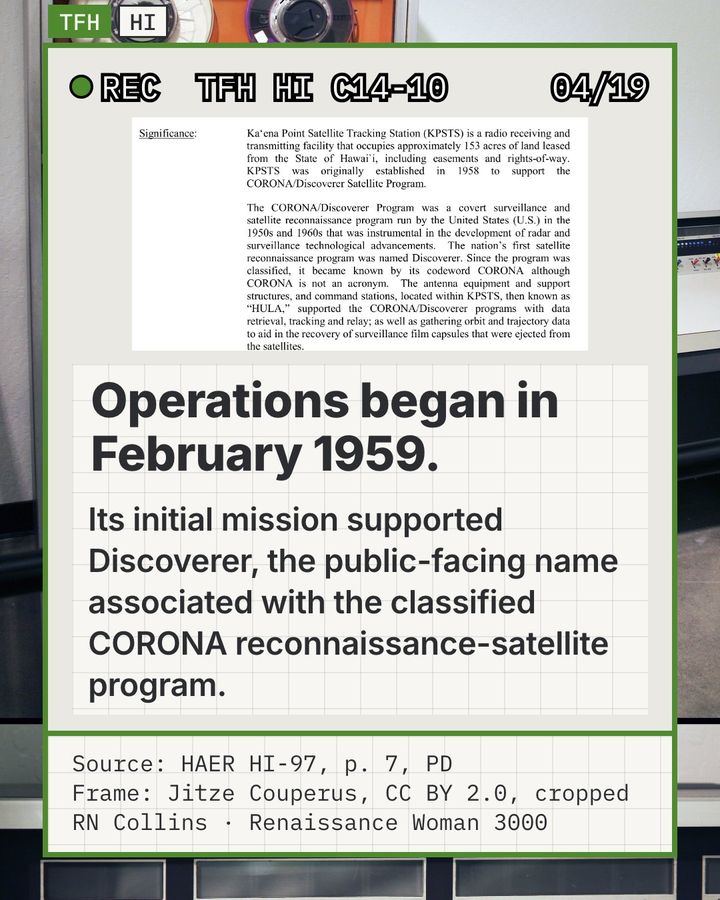 TFH HI
REC TFH HI C14-10 04/19
Significance: Kaʻena Point Satellite Tracking Station (KPSTS) is a radio receiving and
transmitting facility that occupies approximately 153 acres of land leased
from the State of Hawai`i, including easements and rights-of-way.
KPSTS was originally established in 1958 to support the
CORONA/Discoverer Satellite Program.
The CORONA/Discoverer Program was a covert surveillance and
satellite reconnaissance program run by the United States (U.S.) in the
1950s and 1960s that was instrumental in the development of radar and
surveillance technological advancements. The nation's first satellite
reconnaissance program was named Discoverer. Since the program was
classified, it became known by its codeword CORONA although
CORONA is not an acronym. The antenna equipment and support
structures, and command stations, located within KPSTS, then known as
“HULA,” supported the CORONA/Discoverer programs with data
retrieval, tracking and relay; as well as gathering orbit and trajectory data
to aid in the recovery of surveillance film capsules that were ejected from
the satellites.
Operations began in
February 1959.
Its initial mission supported
Discoverer, the public-facing name
associated with the classified
CORONA reconnaissance-satellite
program.
Source: HAER HI-97, p. 7, PD
Frame: Jitze Couperus, CC BY 2.0, cropped
RN Collins · Renaissance Woman 3000